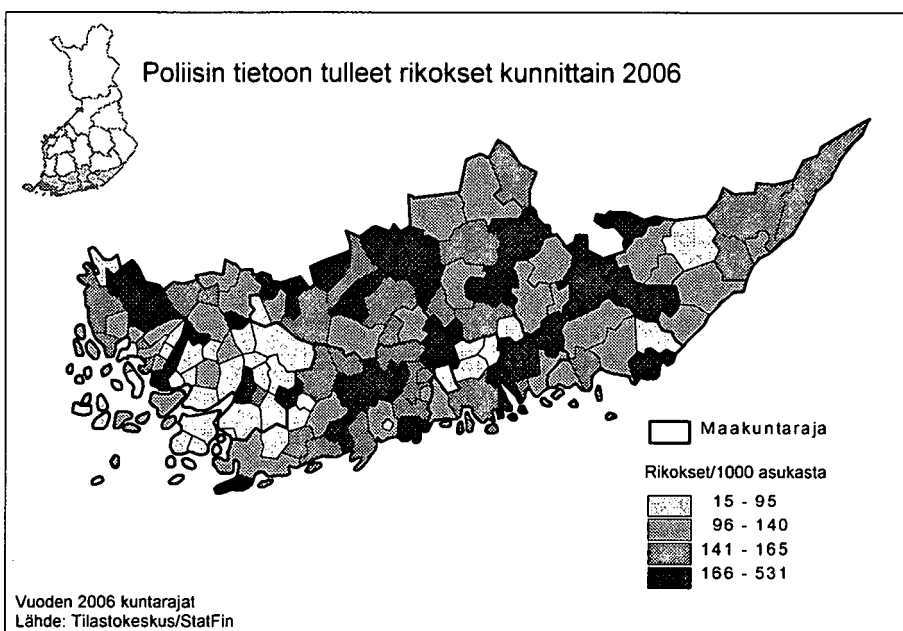 Poliisin tietoon tulleet rikokset kunnittain 2006
Maakuntaraja
Rikokset/1000 asukasta
15 - 95
96 - 140
141 - 165
166 - 531
Vuoden 2006 kuntarajat
Lähde: Tilastokeskus/StatFin